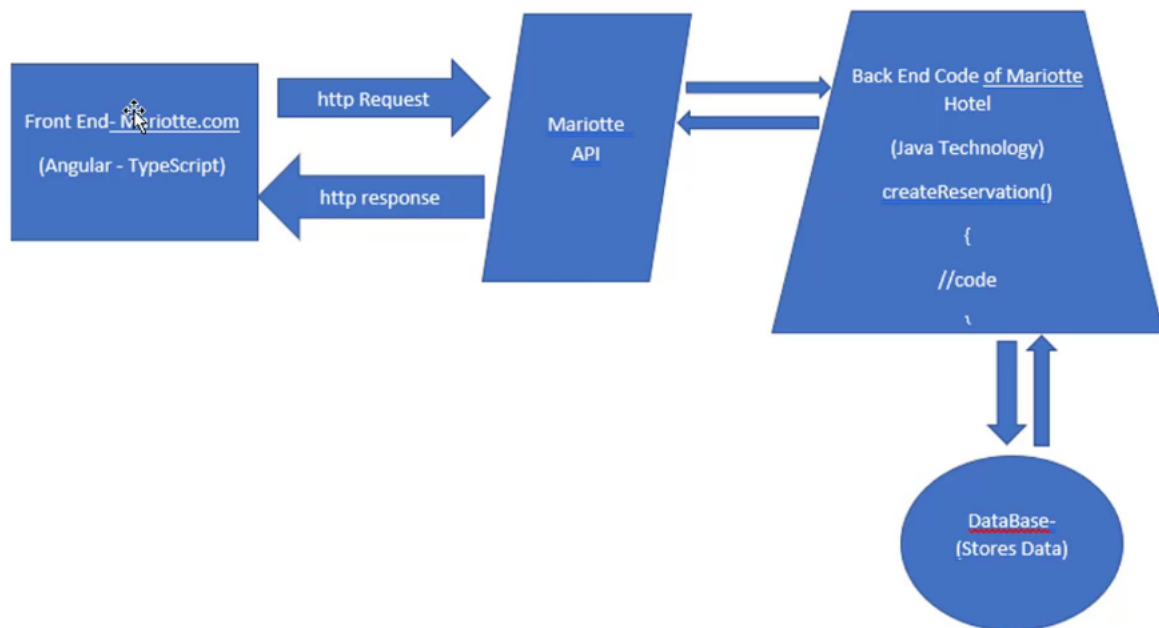 Front End- Mariotte.com
(Angular - TypeScript)
http Request
http response
Mariotte
API
Back End Code of Mariotte
Hotel
(Java Technology)
createReservation()
{
//code
DataBase-
(Stores Data)